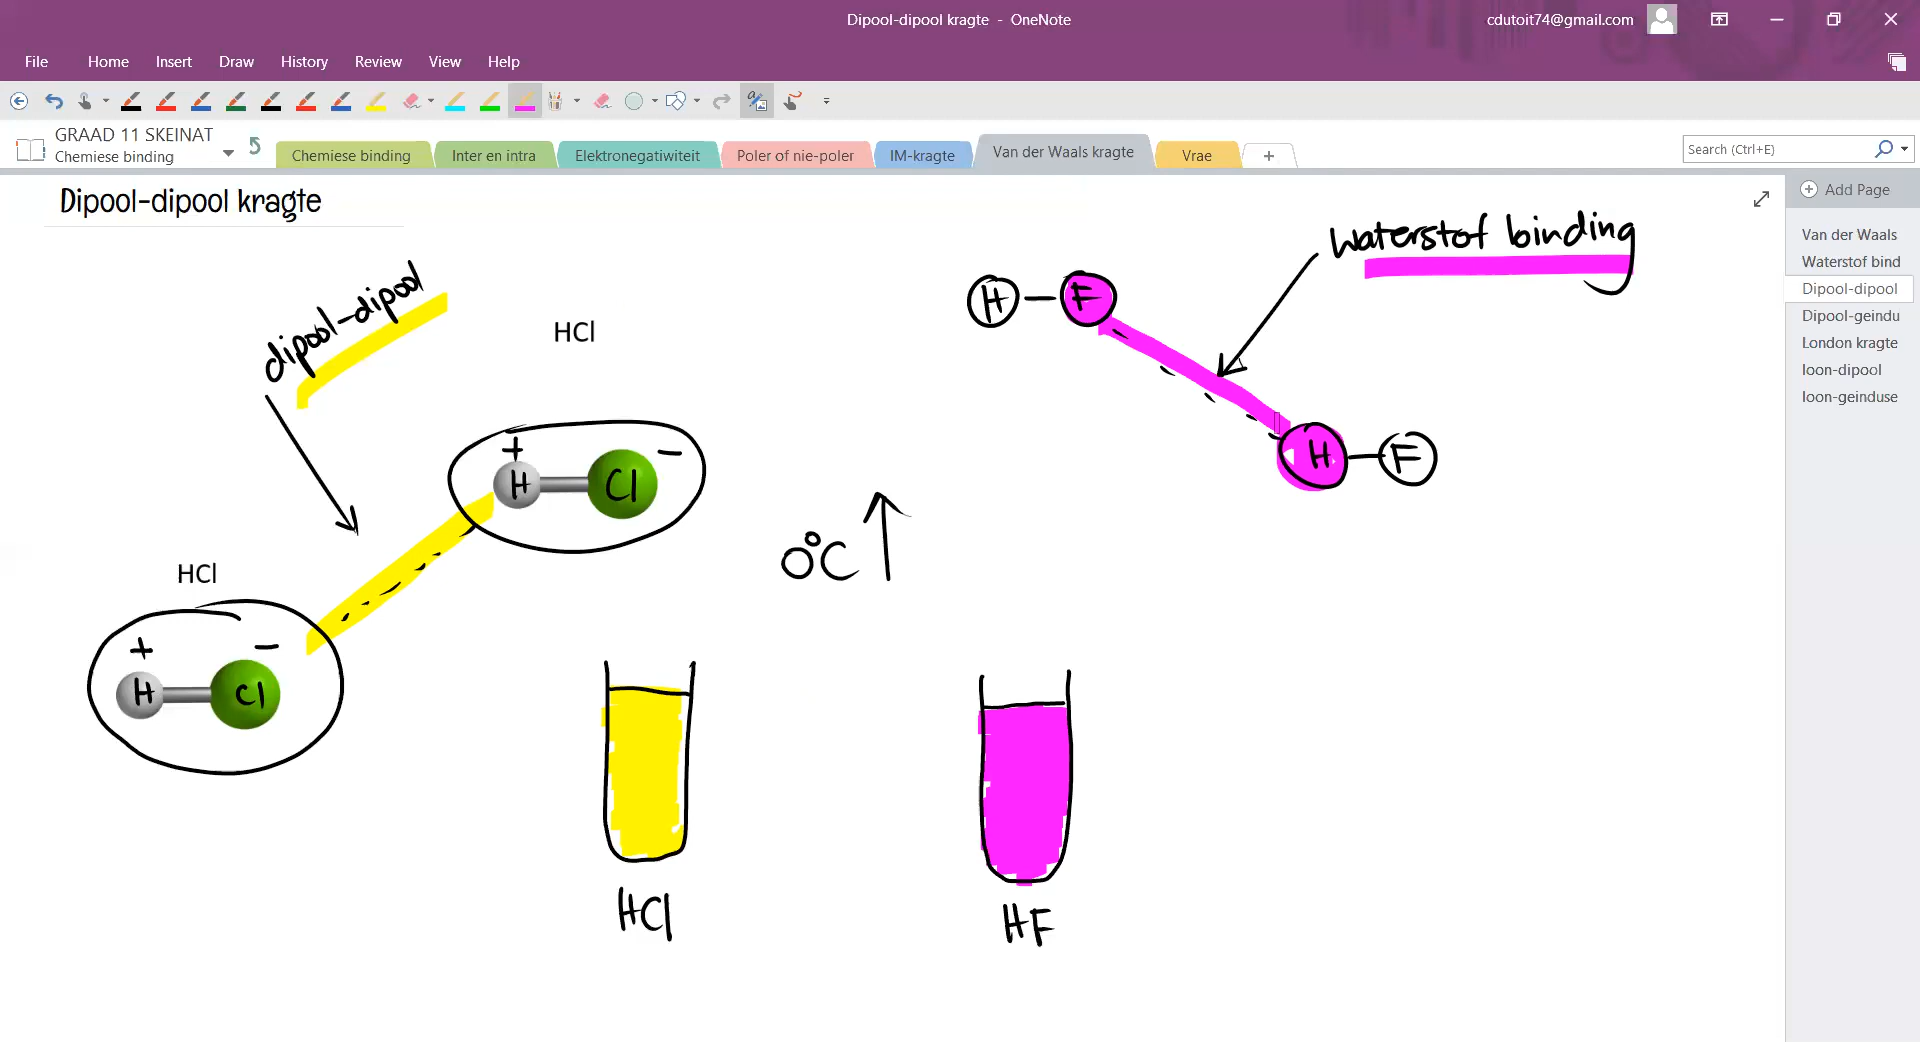 Dipool-dipool kragte - OneNote
cdutoit74@gmail.com
File Home Insert Draw History Review View Help
GRAAD 11 SKEINAT
Chemiese binding
Chemiese binding
Inter en intra
Elektronegatiwiteit
Poler of nie-poler
IM-kragte
Van der Waals kragte
Vrae
+
Search (Ctrl+E)
Add Page
Van der Waals
Waterstof bind
Dipool-dipool
Dipool-geindu
London kragte
Ioon-dipool
Ioon-geinduse
Dipool-dipool kragte
waterstof binding
dipool-dipool
HCl
H - F
H - F
+ -
H Cl
0°C
HCl
+ -
H Cl
HCl
HF